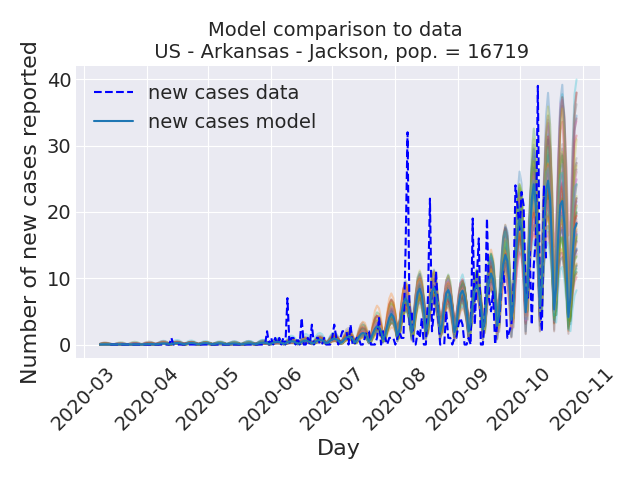 Model comparison to data
US - Arkansas - Jackson, pop. = 16719
Number of new cases reported
40
30
20
10
0
new cases data
new cases model
2020-03
2020-04
2020-05
2020-06
2020-07
2020-08
2020-09
2020-10
2020-11
Day